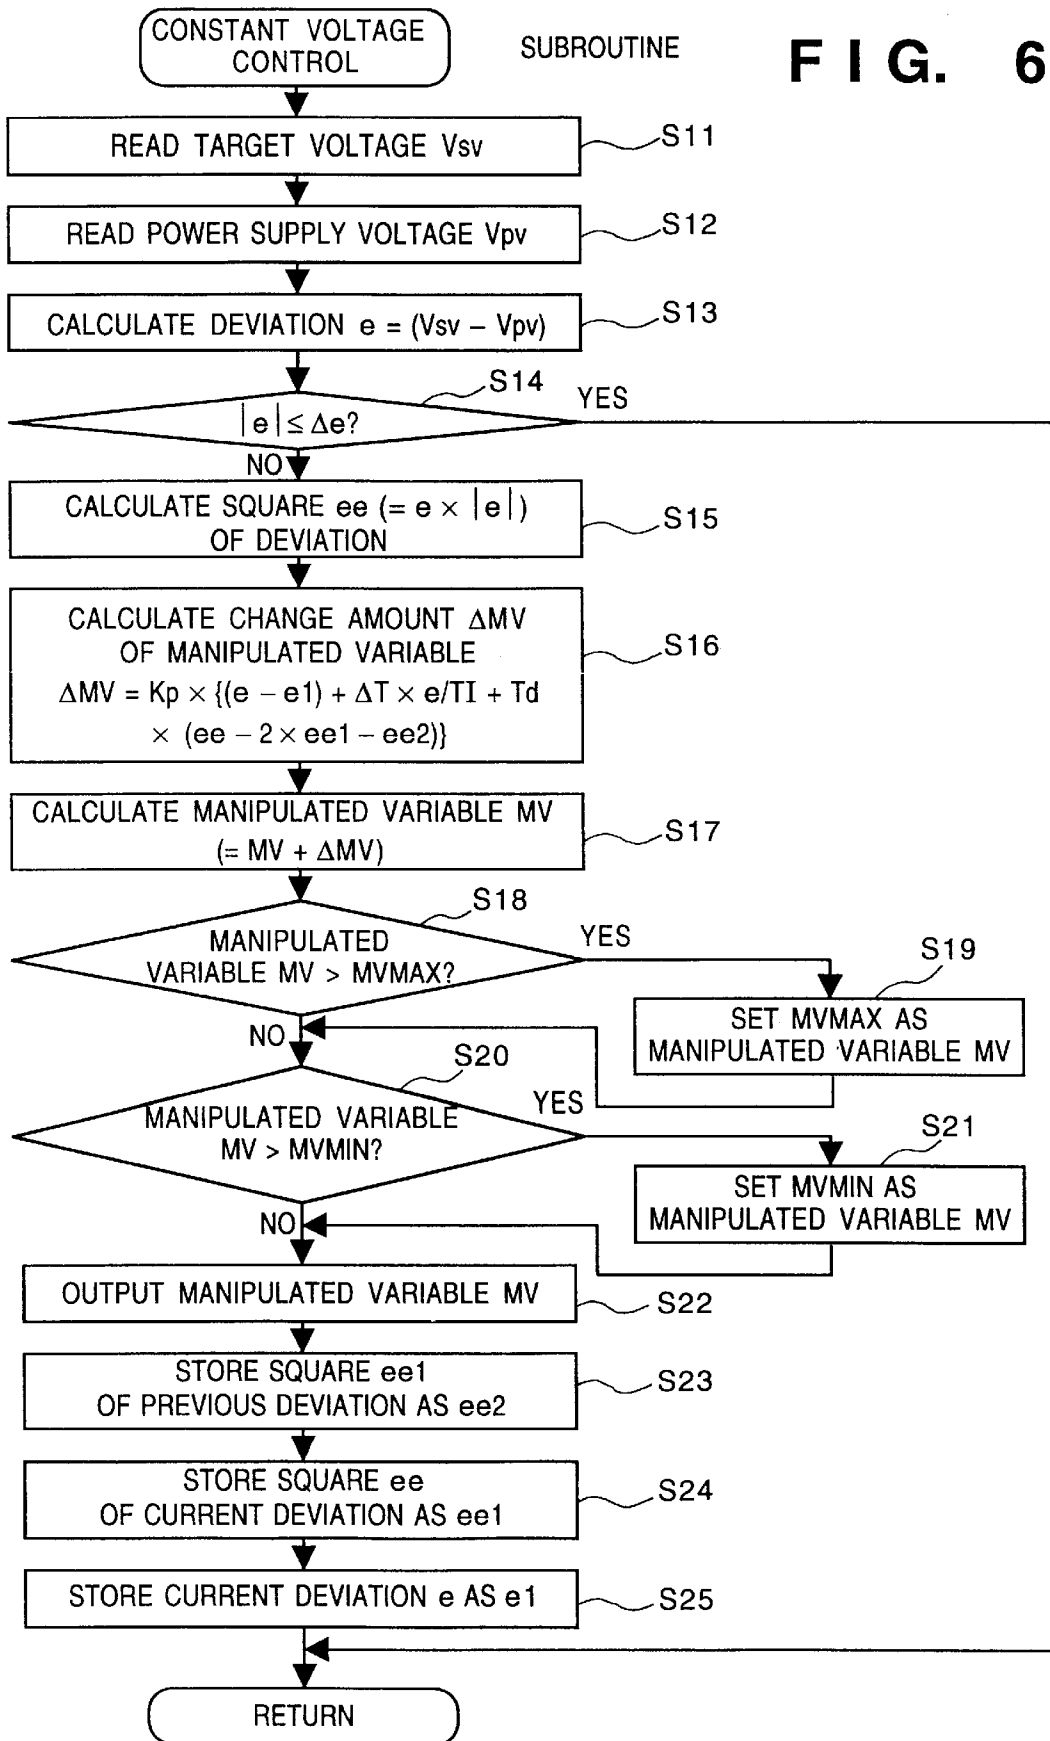 CONSTANT VOLTAGE
CONTROL
SUBROUTINE
FIG. 6
READ TARGET VOLTAGE Vsv
S11
READ POWER SUPPLY VOLTAGE Vpv
S12
CALCULATE DEVIATION e = (Vsv – Vpv)
S13
S14
|e| ≤ Δe?
YES
NO
CALCULATE SQUARE ee (= e × |e|)
OF DEVIATION
S15
CALCULATE CHANGE AMOUNT ΔMV
OF MANIPULATED VARIABLE
ΔMV = Kp × {(e – e1) + ΔT × e/TI + Td
× (ee – 2 × ee1 – ee2)}
S16
CALCULATE MANIPULATED VARIABLE MV
(= MV + ΔMV)
S17
S18
MANIPULATED
VARIABLE MV > MVMAX?
YES
NO
S19
SET MVMAX AS
MANIPULATED VARIABLE MV
S20
MANIPULATED VARIABLE
MV > MVMIN?
YES
NO
S21
SET MVMIN AS
MANIPULATED VARIABLE MV
OUTPUT MANIPULATED VARIABLE MV
S22
STORE SQUARE ee1
OF PREVIOUS DEVIATION AS ee2
S23
STORE SQUARE ee
OF CURRENT DEVIATION AS ee1
S24
STORE CURRENT DEVIATION e AS e1
S25
RETURN